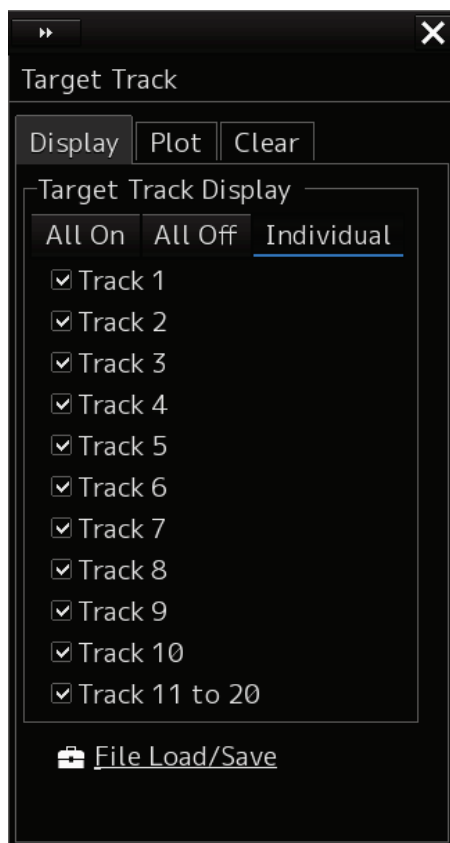 Target Track
Display Plot Clear
Target Track Display
All On All Off Individual
Track 1
Track 2
Track 3
Track 4
Track 5
Track 6
Track 7
Track 8
Track 9
Track 10
Track 11 to 20
File Load/Save